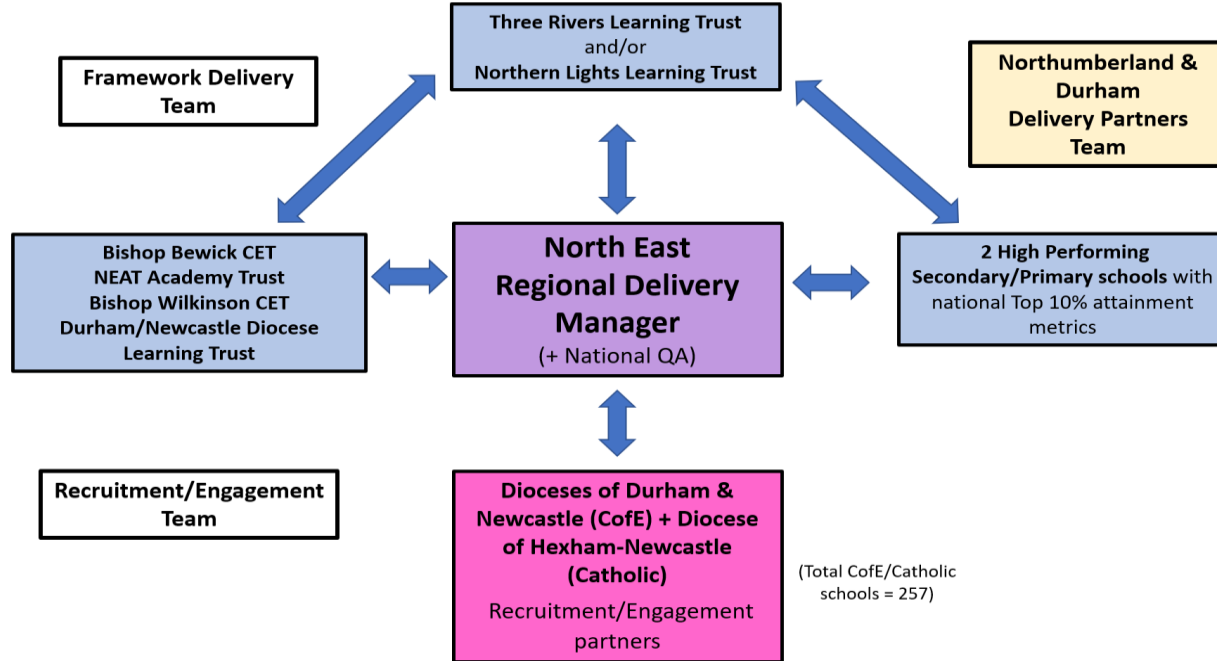 Three Rivers Learning Trust
and/or
Northern Lights Learning Trust
Framework Delivery
Team
Northumberland &
Durham
Delivery Partners
Team
Bishop Bewick CET
NEAT Academy Trust
Bishop Wilkinson CET
Durham/Newcastle Diocese
Learning Trust
North East
Regional Delivery
Manager
(+ National QA)
2 High Performing
Secondary/Primary schools with
national Top 10% attainment
metrics
Recruitment/Engagement
Team
Dioceses of Durham &
Newcastle (CofE) + Diocese
of Hexham-Newcastle
(Catholic)
Recruitment/Engagement
partners
(Total CofE/Catholic
schools = 257)